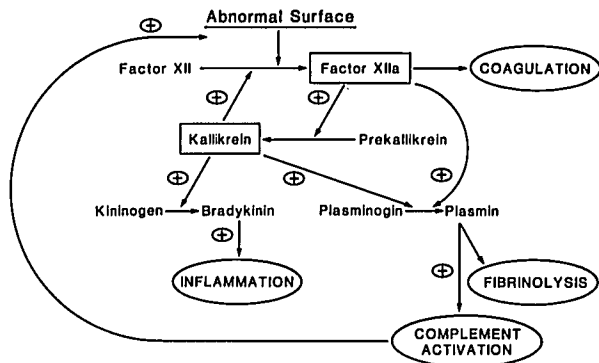 Abnormal Surface
Factor XII
Factor XIIa
COAGULATION
Kallikrein
Prekallikrein
Kininogen
Bradykinin
Plasminogin
Plasmin
INFLAMMATION
FIBRINOLYSIS
COMPLEMENT
ACTIVATION